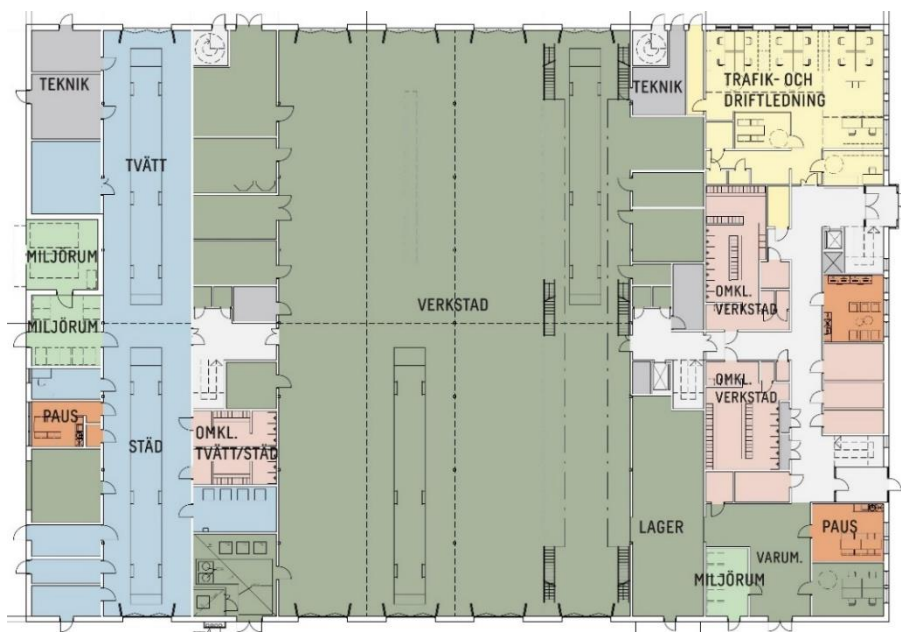 TEKNIK
TVÄTT
TEKNIK
TRAFIK- OCH
DRIFTLEDNING
MILJÖRUM
MILJÖRUM
VERKSTAD
OMKL.
VERKSTAD
OMKL.
VERKSTAD
PAUS
STÄD
OMKL.
TVÄTT/STÄD
LAGER
PAUS
VARUM.
MILJÖRUM